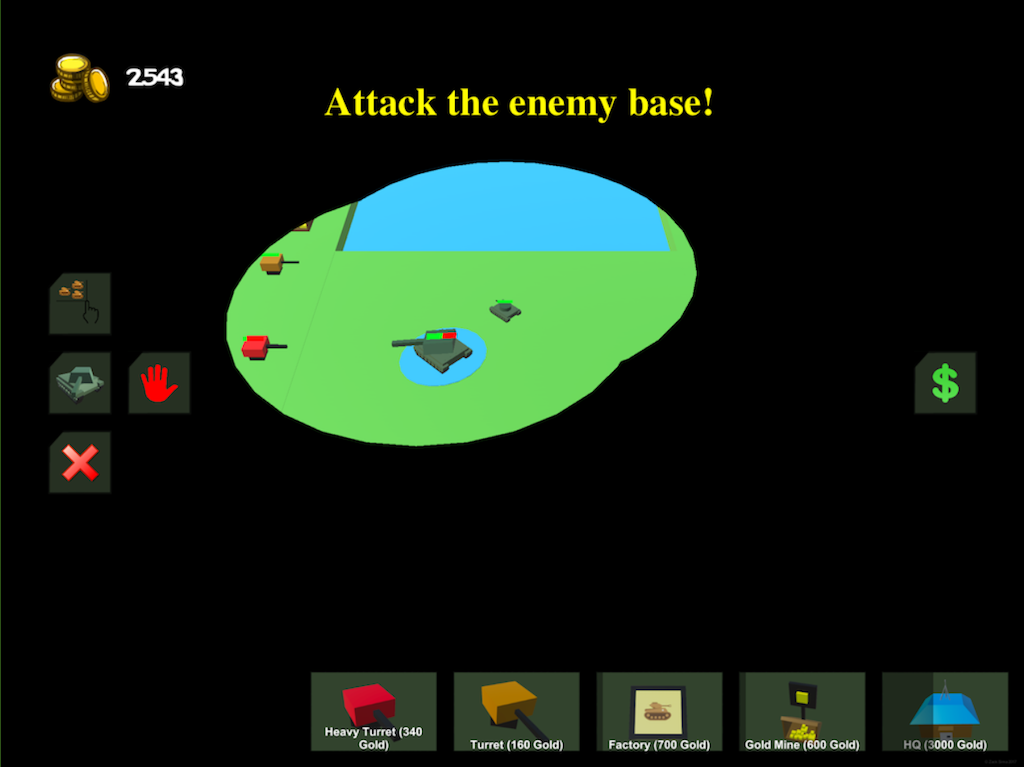 2543
Attack the enemy base!
$
Heavy Turret (340
Gold)
Turret (160 Gold)
Factory (700 Gold)
Gold Mine (600 Gold)
HQ (3000 Gold)